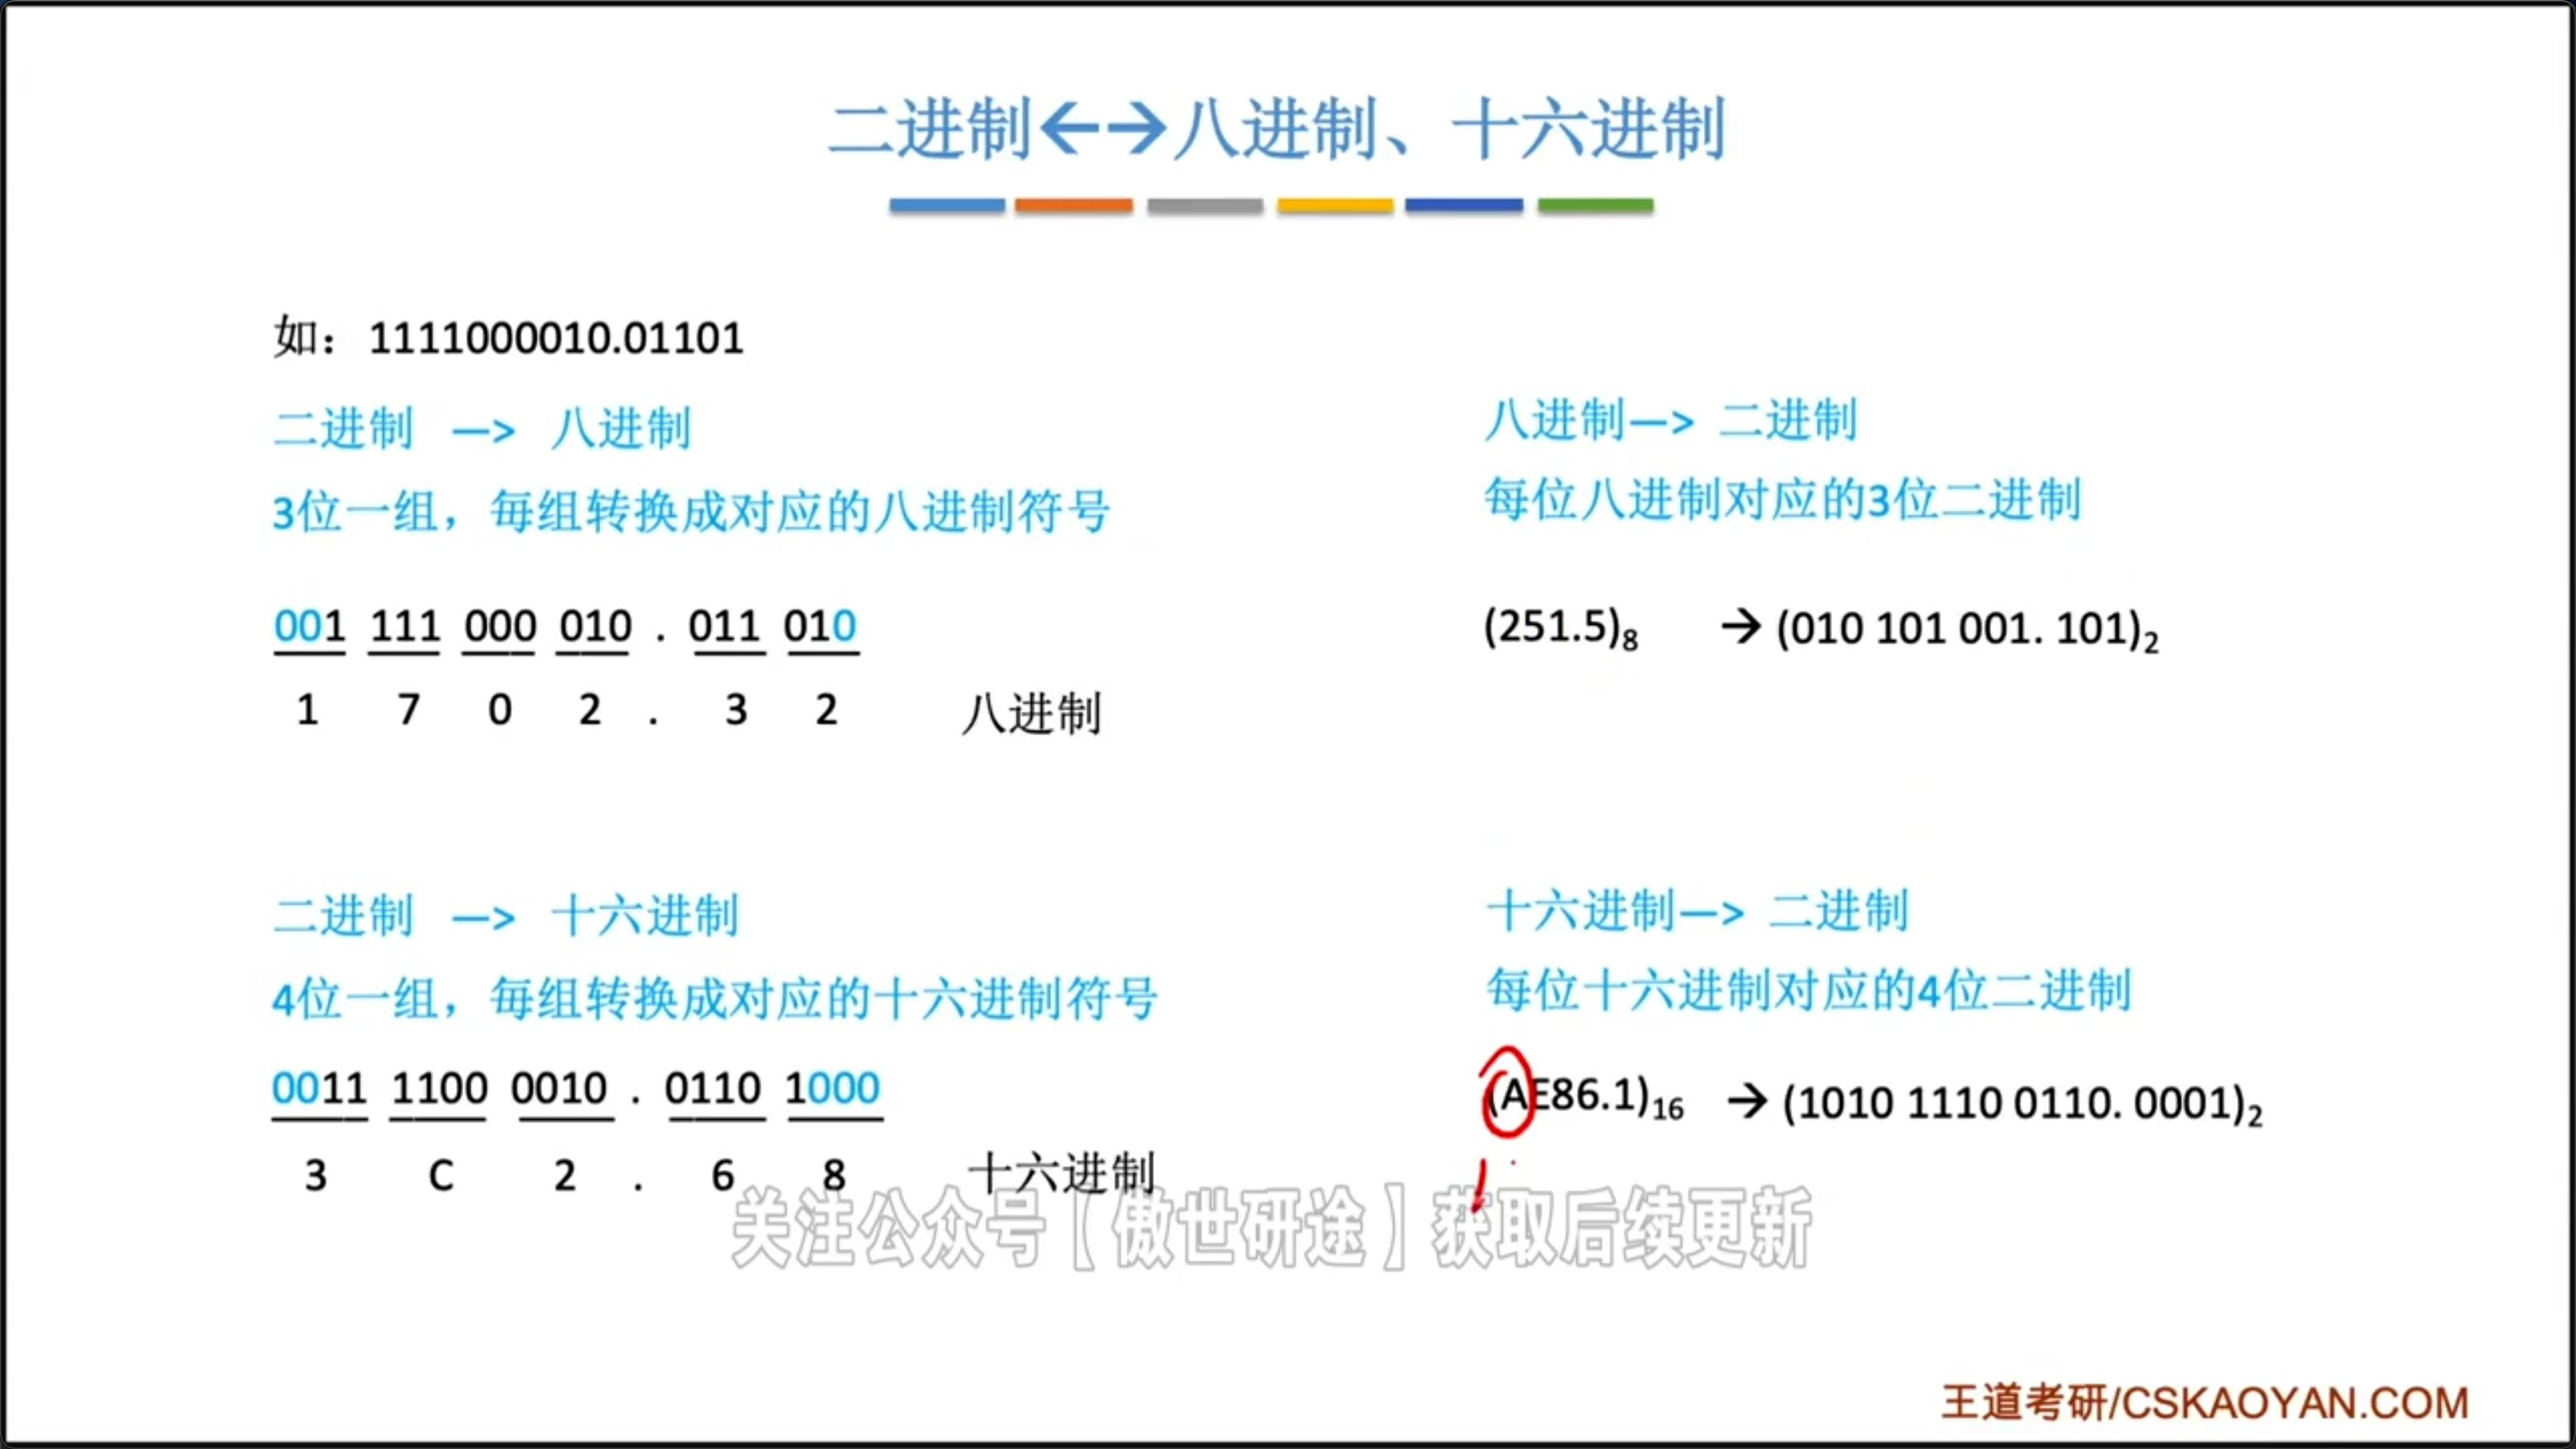 二进制←→八进制、十六进制
如：1111000010.01101
二进制 —> 八进制
3位一组，每组转换成对应的八进制符号
001 111 000 010 . 011 010
1 7 0 2 . 3 2 八进制
二进制 —> 十六进制
4位一组，每组转换成对应的十六进制符号
0011 1100 0010 . 0110 1000
3 C 2 . 6 8 十六进制
八进制—> 二进制
每位八进制对应的3位二进制
(251.5)8 → (010 101 001. 101)2
十六进制—> 二进制
每位十六进制对应的4位二进制
(AE86.1)16 → (1010 1110 0110. 0001)2
关注公众号【傲世研途】获取后续更新
王道考研/CSKAOYAN.COM